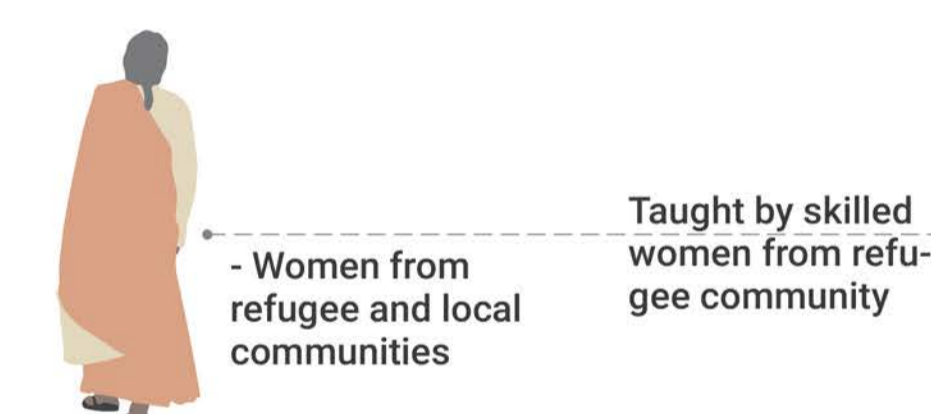 - Women from
refugee and local
communities
Taught by skilled
women from refu-
gee community